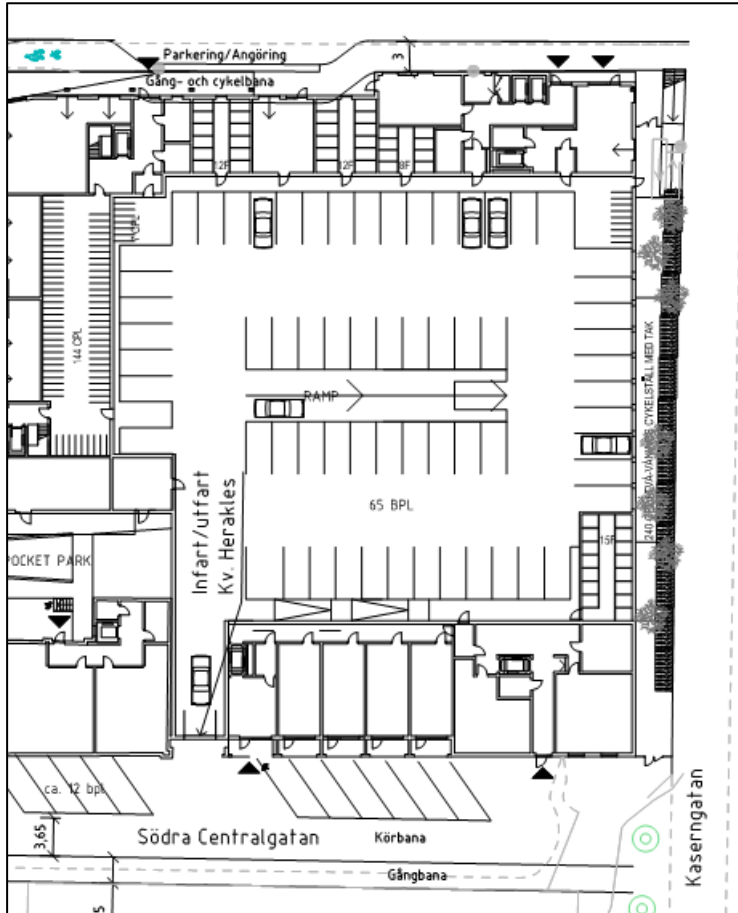 Parkering/Angöring
3
Gång- och cykelbana
12F
12F
8F
144 CPL
CYKELSTÄLL MED TAK
RAMP
65 BPL
Infart/utfart
Kv. Herakles
15F
POCKET PARK
ca. 12 bpl
3,65
Södra Centralgatan
Körbana
Gångbana
Kaserngatan